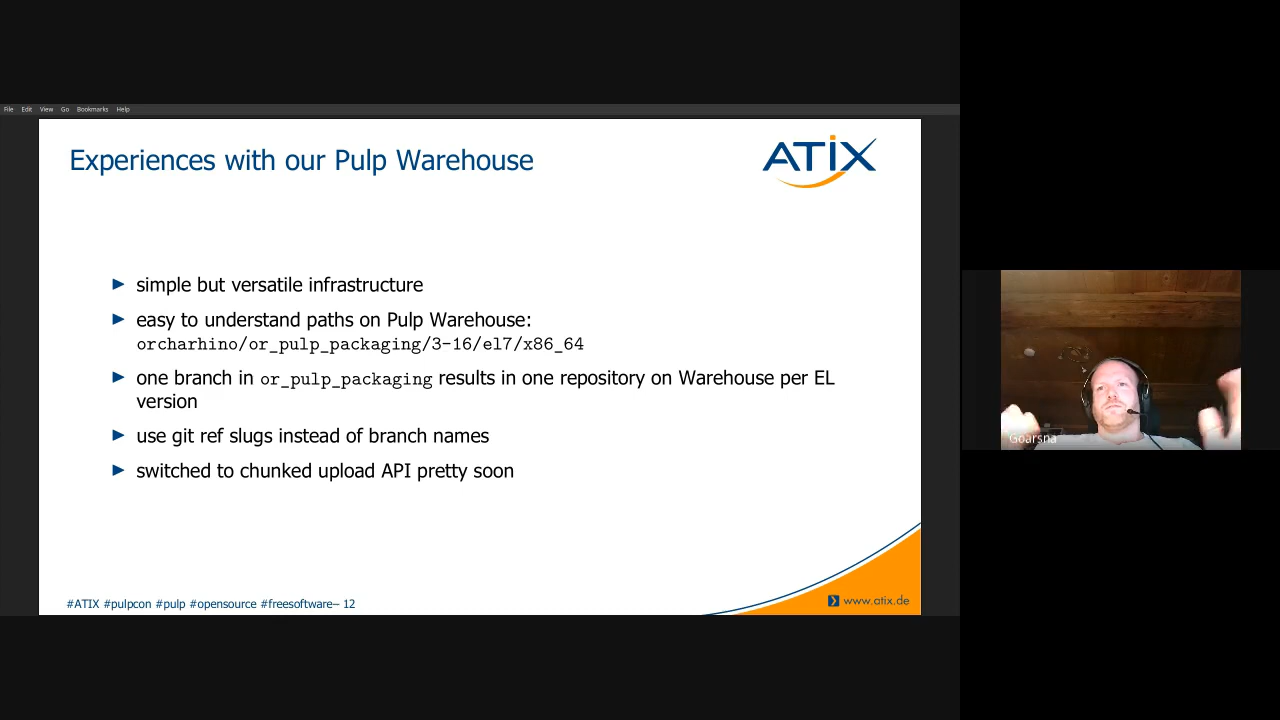 File Edit View Go Bookmarks Help
Experiences with our Pulp Warehouse
ATIX
▶ simple but versatile infrastructure
▶ easy to understand paths on Pulp Warehouse:
orcharhino/or_pulp_packaging/3-16/el7/x86_64
▶ one branch in or_pulp_packaging results in one repository on Warehouse per EL
version
▶ use git ref slugs instead of branch names
▶ switched to chunked upload API pretty soon
Goarsna
#ATIX #pulpcon #pulp #opensource #freesoftware– 12
www.atix.de